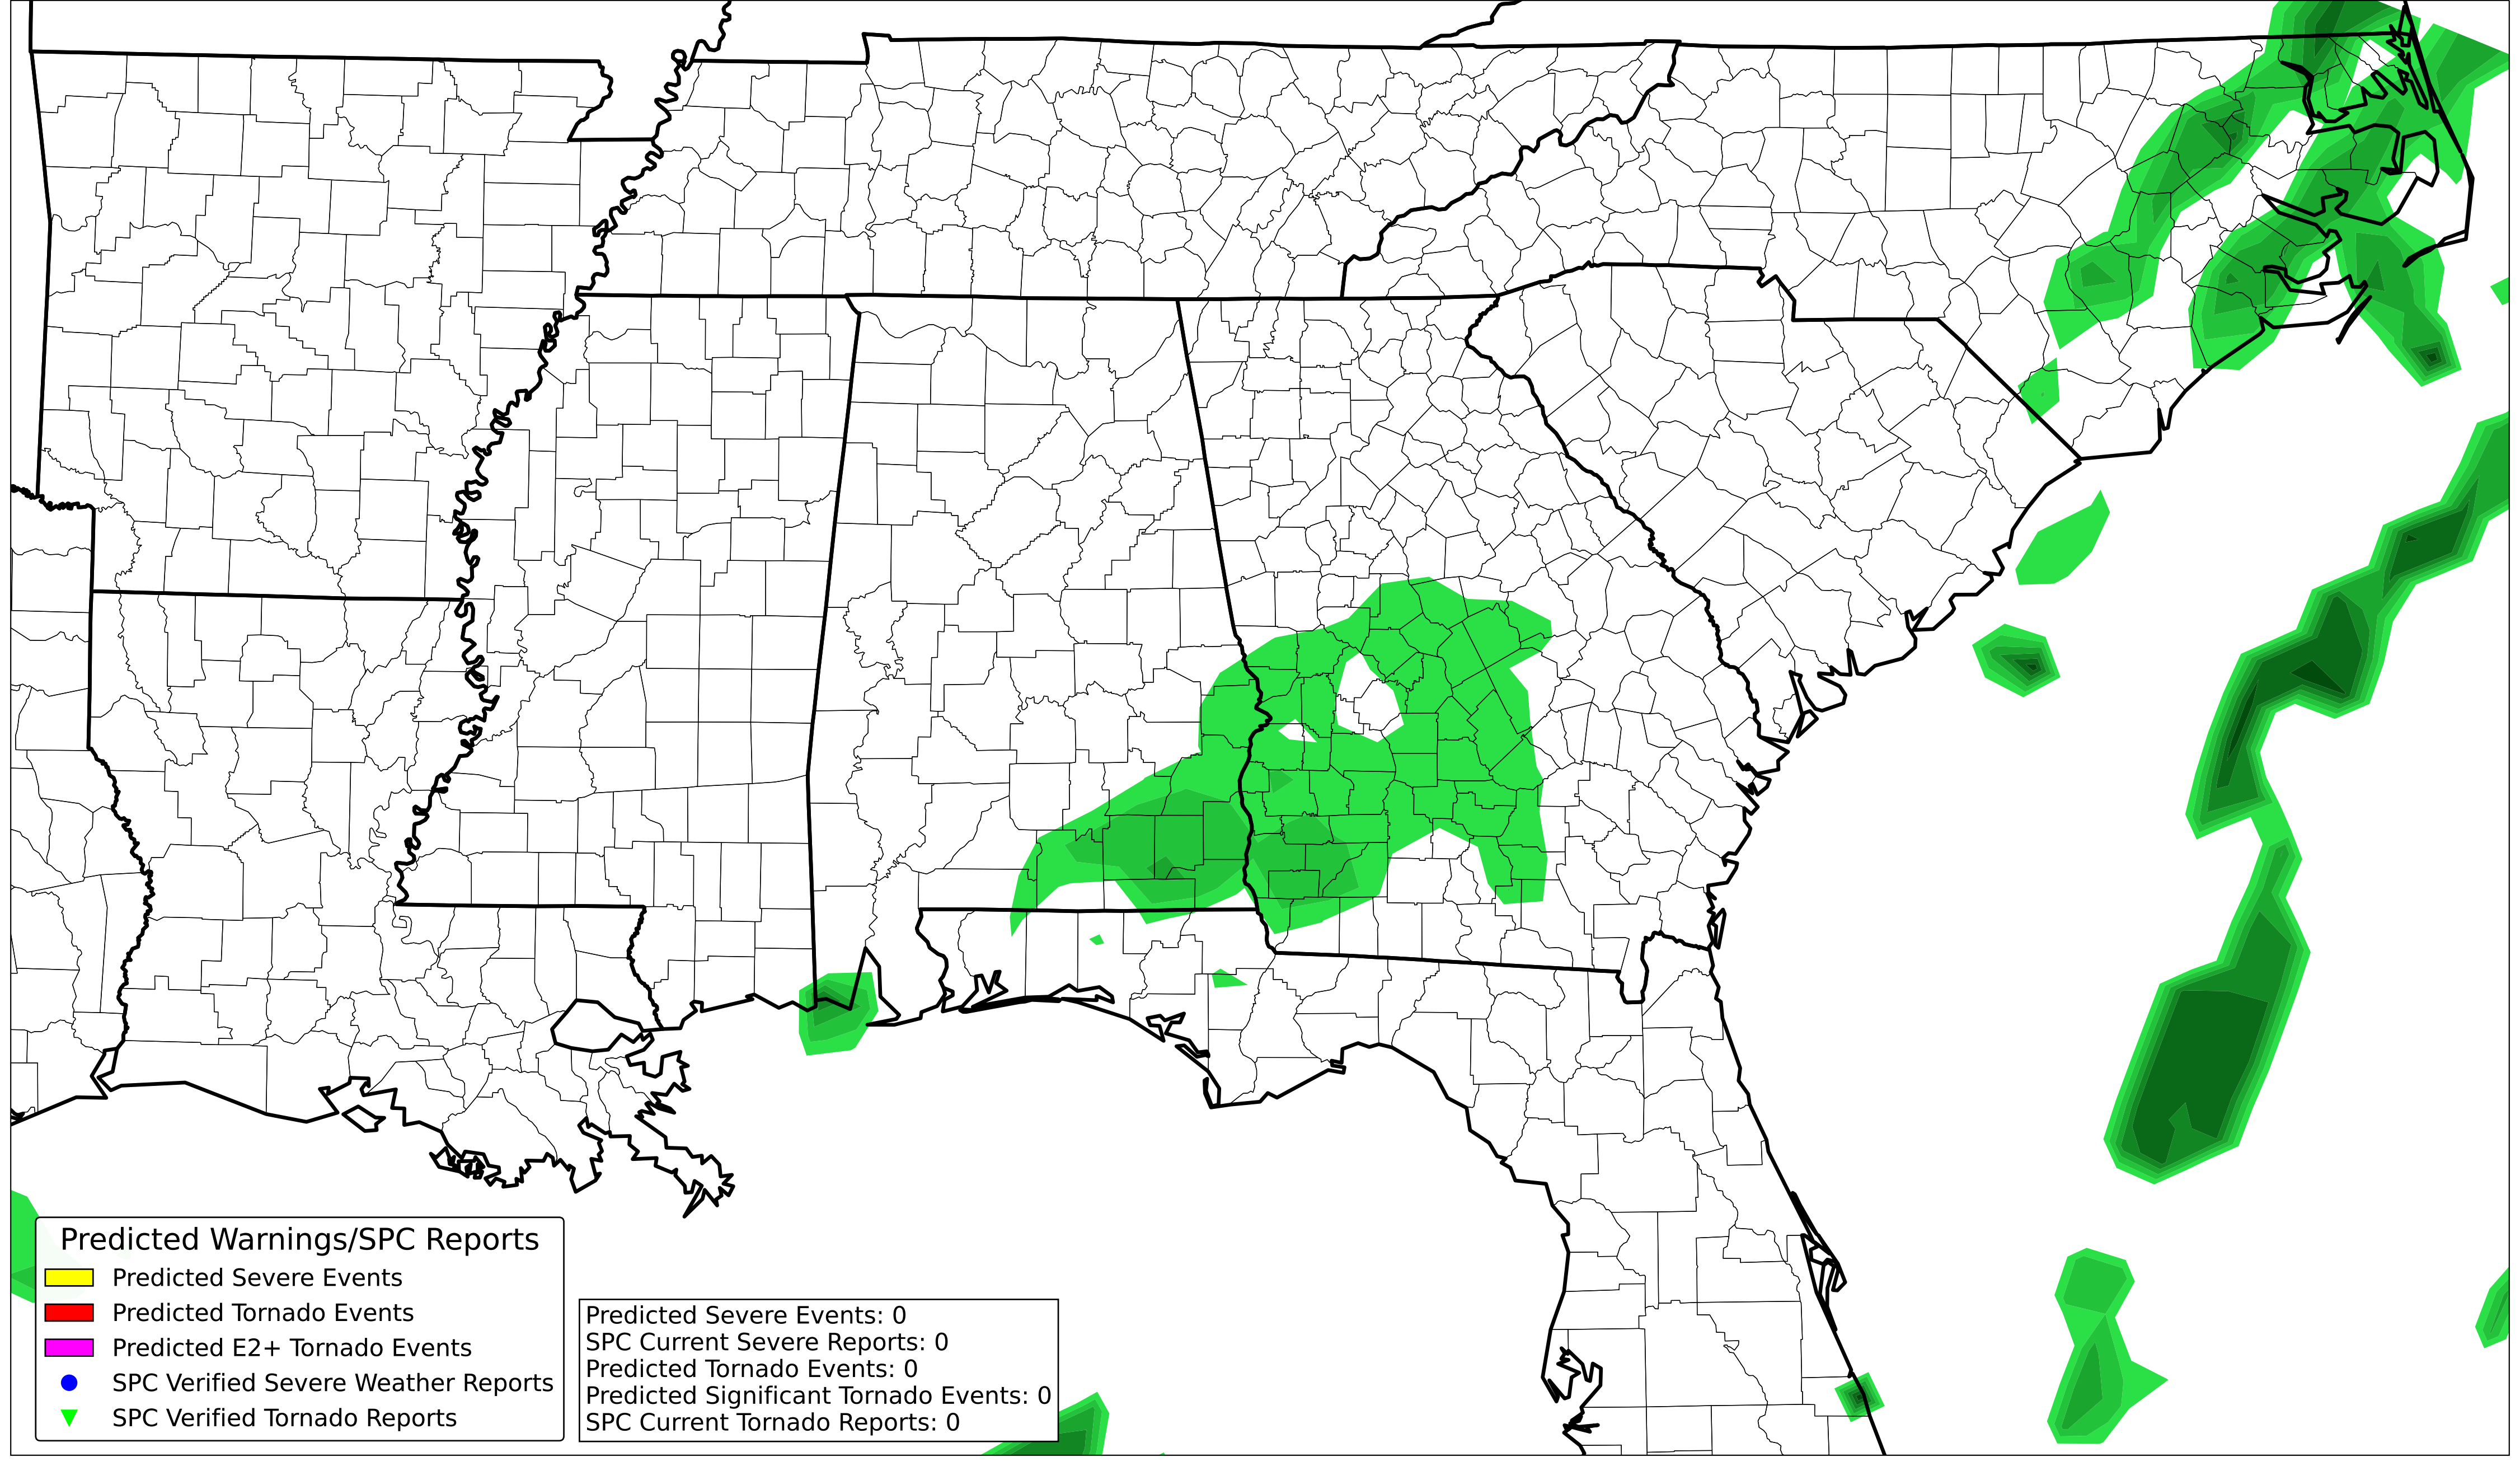 Predicted Warnings/SPC Reports
Predicted Severe Events
Predicted Tornado Events
Predicted E2+ Tornado Events
SPC Verified Severe Weather Reports
SPC Verified Tornado Reports
Predicted Severe Events: 0
SPC Current Severe Reports: 0
Predicted Tornado Events: 0
Predicted Significant Tornado Events: 0
SPC Current Tornado Reports: 0